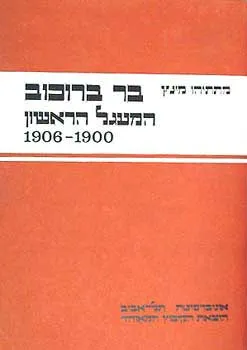 מתתיהו מינץ
בר ברוכוב
המעגל הראשון
1906-1900
אוניברסיטת תל-אביב
הוצאת הקיבוץ המאוחד